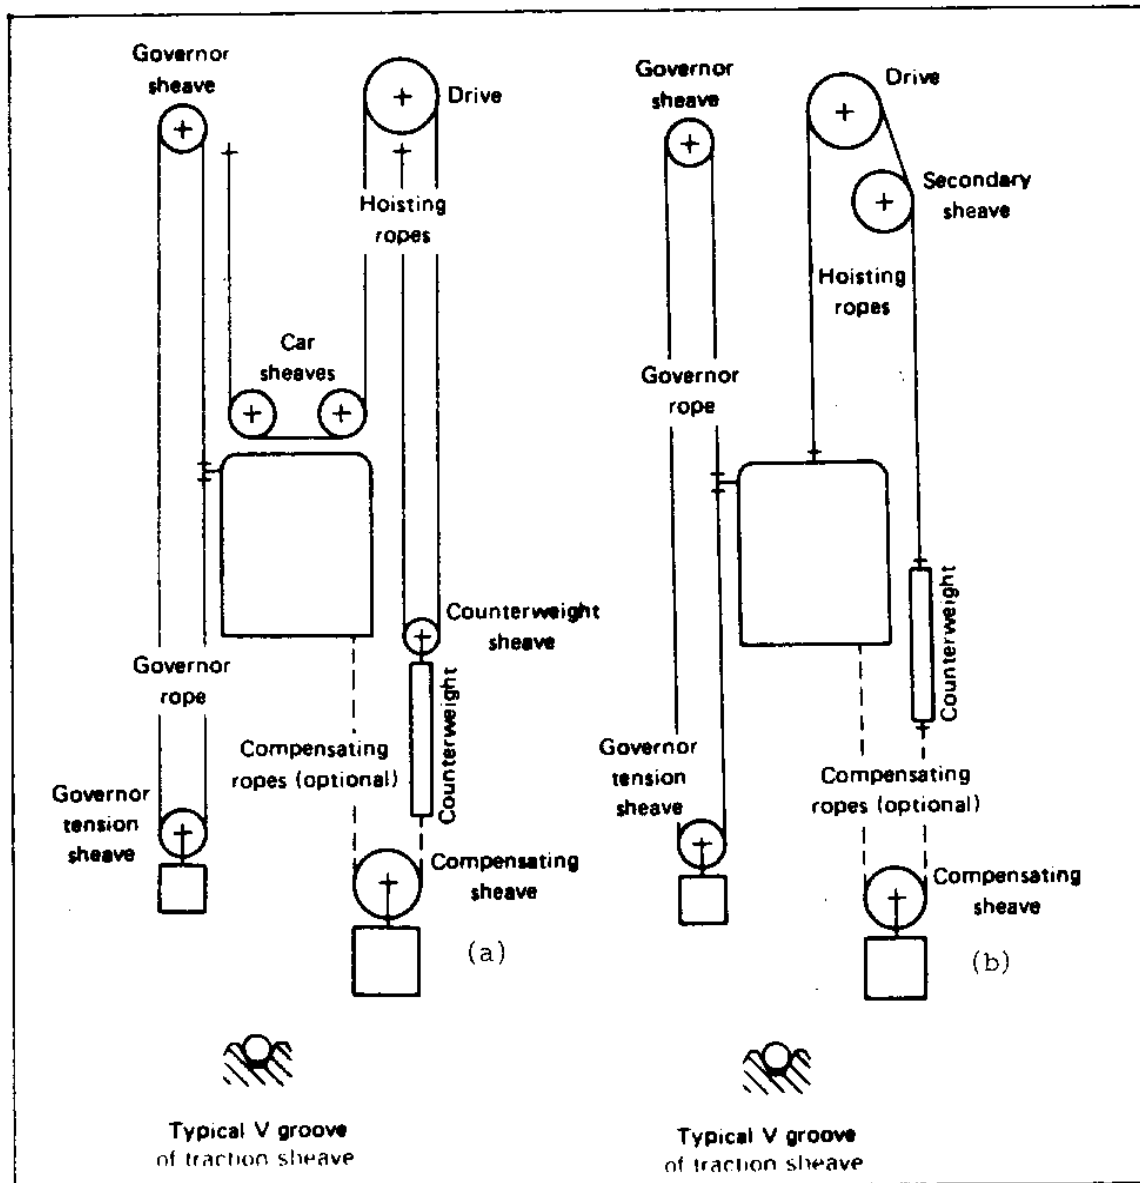 Governor
sheave
Drive
Hoisting
ropes
Car
sheaves
Counterweight
sheave
Governor
rope
Counterweight
Compensating
ropes (optional)
Governor
tension
sheave
Compensating
sheave
(a)
Typical V groove
of traction sheave
Governor
sheave
Drive
Secondary
sheave
Hoisting
ropes
Governor
rope
Counterweight
Governor
tension
sheave
Compensating
ropes (optional)
Compensating
sheave
(b)
Typical V groove
of traction sheave